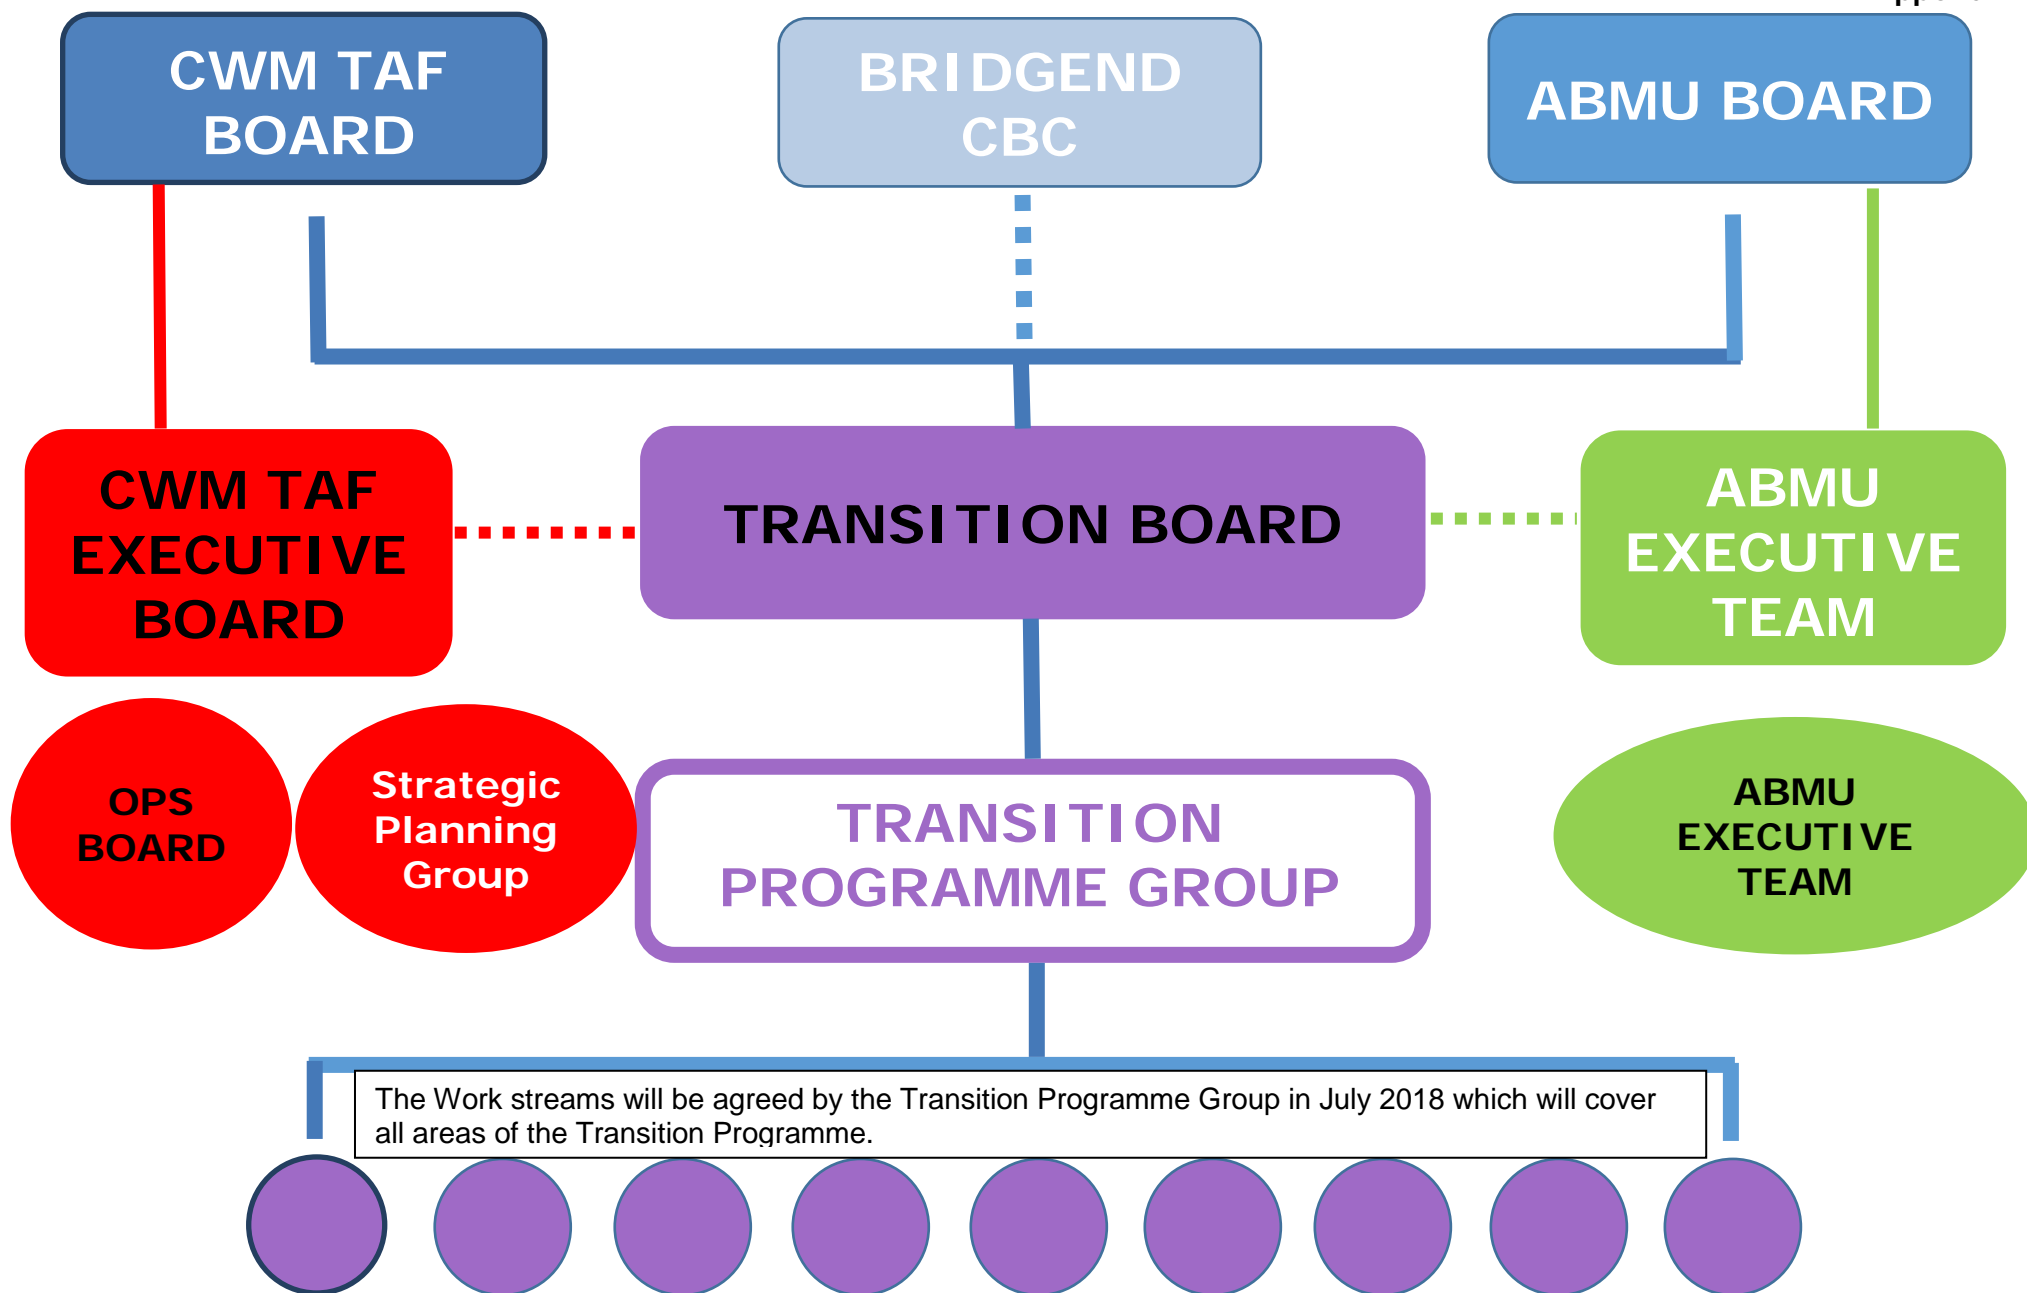 CWM TAF
BOARD
BRIDGEND
CBC
ABMU BOARD
CWM TAF
EXECUTIVE
BOARD
TRANSITION BOARD
ABMU
EXECUTIVE
TEAM
OPS
BOARD
Strategic
Planning
Group
TRANSITION
PROGRAMME GROUP
ABMU
EXECUTIVE
TEAM
The Work streams will be agreed by the Transition Programme Group in July 2018 which will cover
all areas of the Transition Programme.